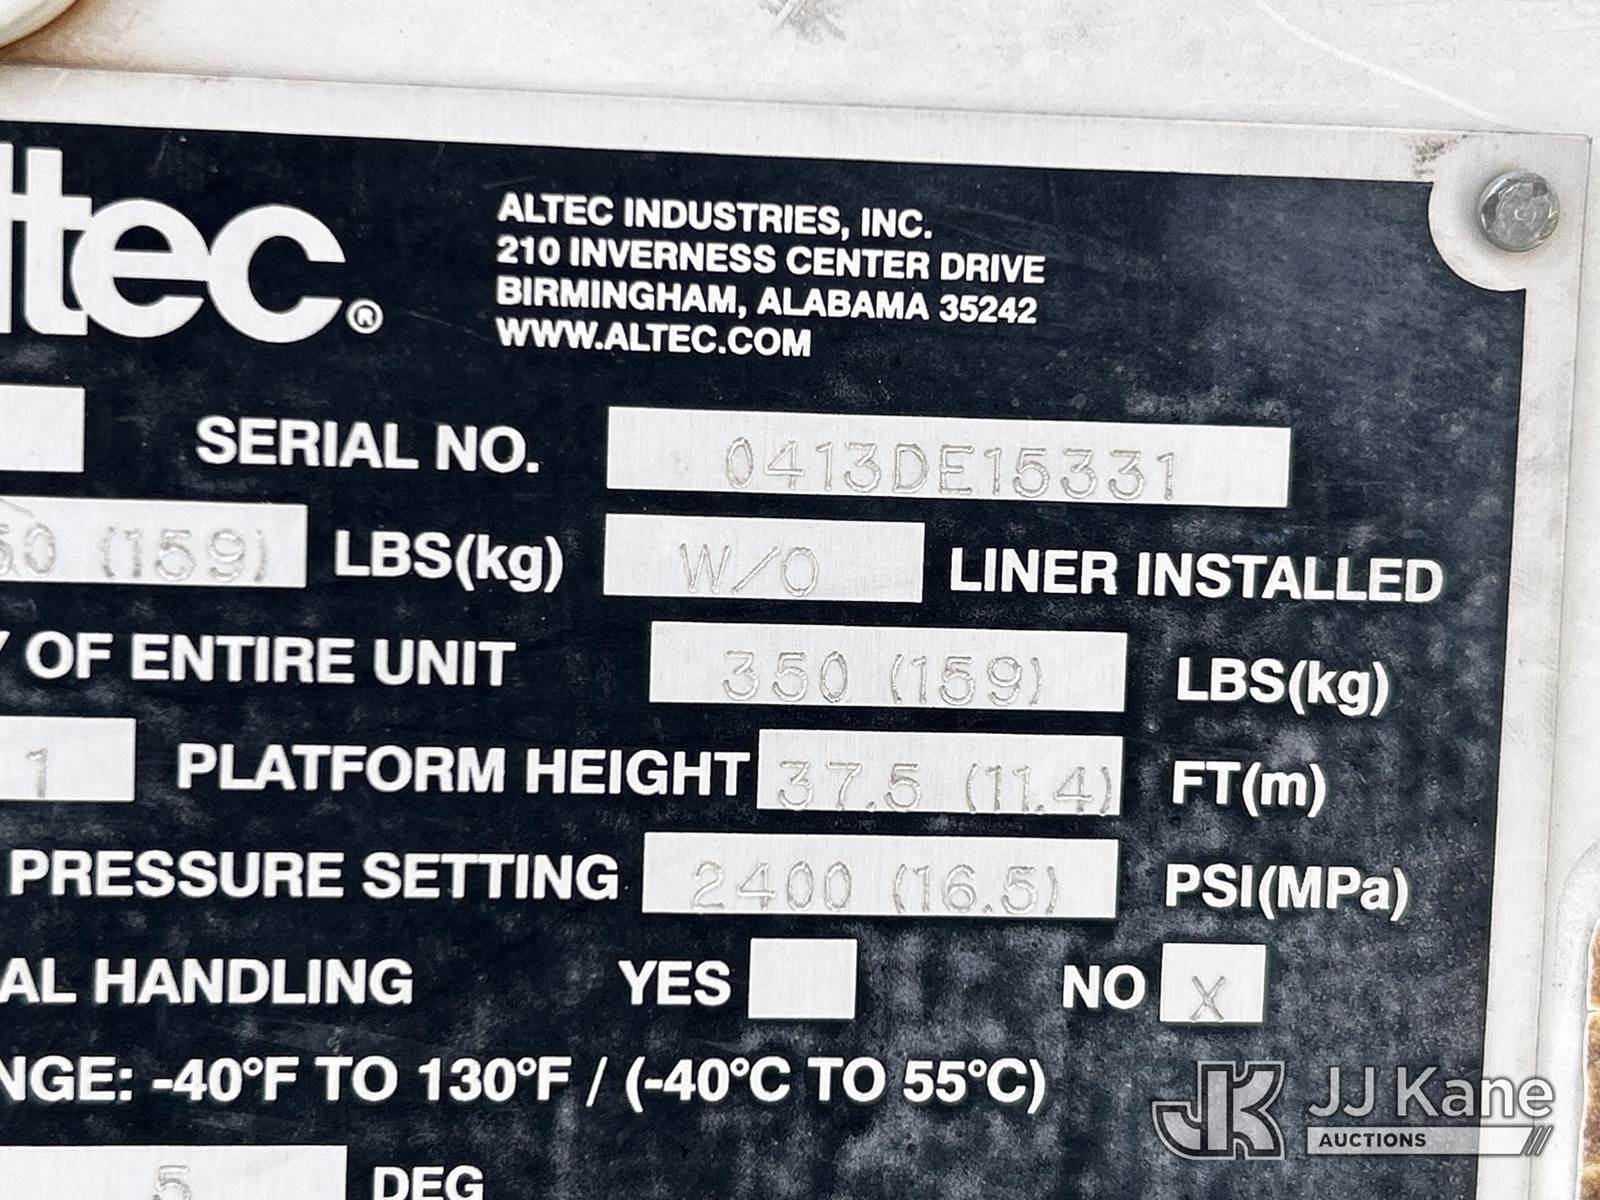 ltec®
ALTEC INDUSTRIES, INC.
210 INVERNESS CENTER DRIVE
BIRMINGHAM, ALABAMA 35242
WWW.ALTEC.COM
SERIAL NO. 0413DE15331
50 (159) LBS(kg) W/O LINER INSTALLED
Y OF ENTIRE UNIT 350 (159) LBS(kg)
1 PLATFORM HEIGHT 37.5 (11.4) FT(m)
PRESSURE SETTING 2400 (16.5) PSI(MPa)
AL HANDLING YES NO X
NGE: -40°F TO 130°F / (-40°C TO 55°C)
5 DEG
JK JJ Kane
AUCTIONS